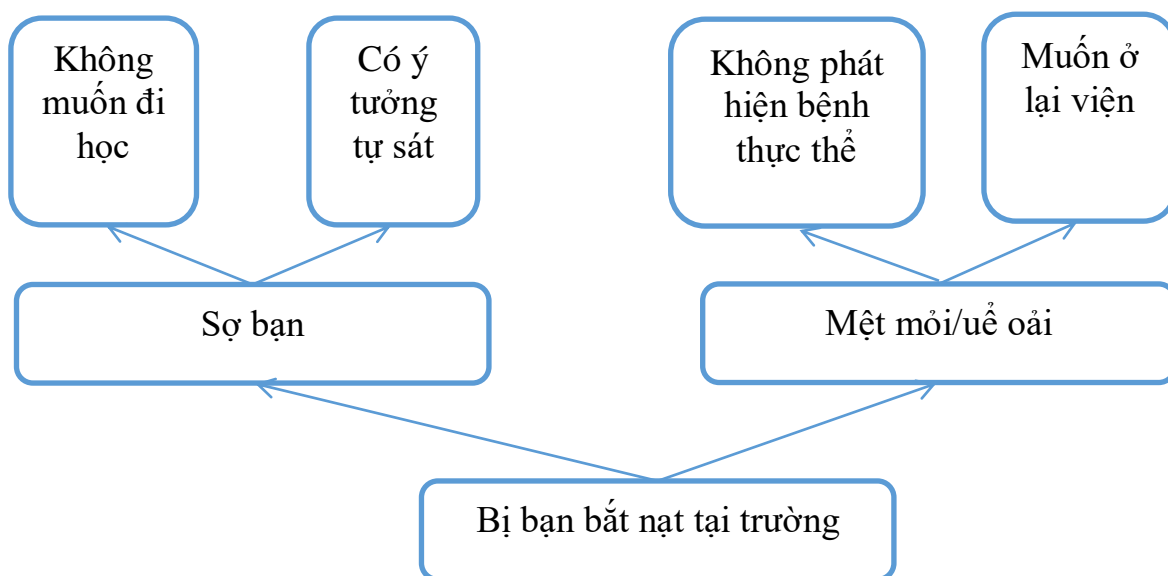 Không
muốn đi
học
Có ý
tưởng
tự sát
Không phát
hiện bệnh
thực thể
Muốn ở
lại viện
Sợ bạn
Mệt mỏi/uể oải
Bị bạn bắt nạt tại trường